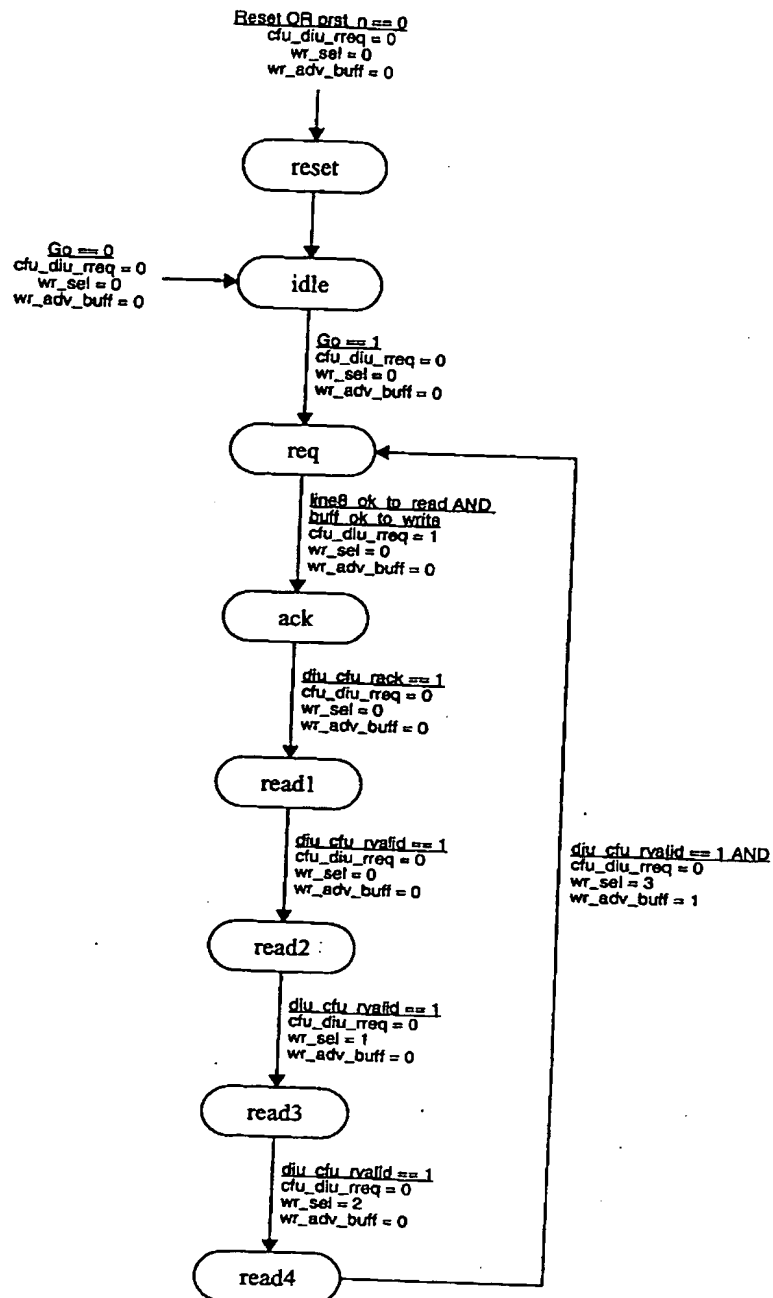 Reset OR prst_n == 0
cfu_diu_rreq = 0
wr_sel = 0
wr_adv_buff = 0
reset
Go == 0
cfu_diu_rreq = 0
wr_sel = 0
wr_adv_buff = 0
idle
Go == 1
cfu_diu_rreq = 0
wr_sel = 0
wr_adv_buff = 0
req
line8_ok_to_read AND
buff_ok_to_write
cfu_diu_rreq = 1
wr_sel = 0
wr_adv_buff = 0
ack
diu_cfu_rack == 1
cfu_diu_rreq = 0
wr_sel = 0
wr_adv_buff = 0
read1
diu_cfu_rvalid == 1
cfu_diu_rreq = 0
wr_sel = 0
wr_adv_buff = 0
diu_cfu_rvalid == 1 AND
cfu_diu_rreq = 0
wr_sel = 3
wr_adv_buff = 1
read2
diu_cfu_rvalid == 1
cfu_diu_rreq = 0
wr_sel = 1
wr_adv_buff = 0
read3
diu_cfu_rvalid == 1
cfu_diu_rreq = 0
wr_sel = 2
wr_adv_buff = 0
read4